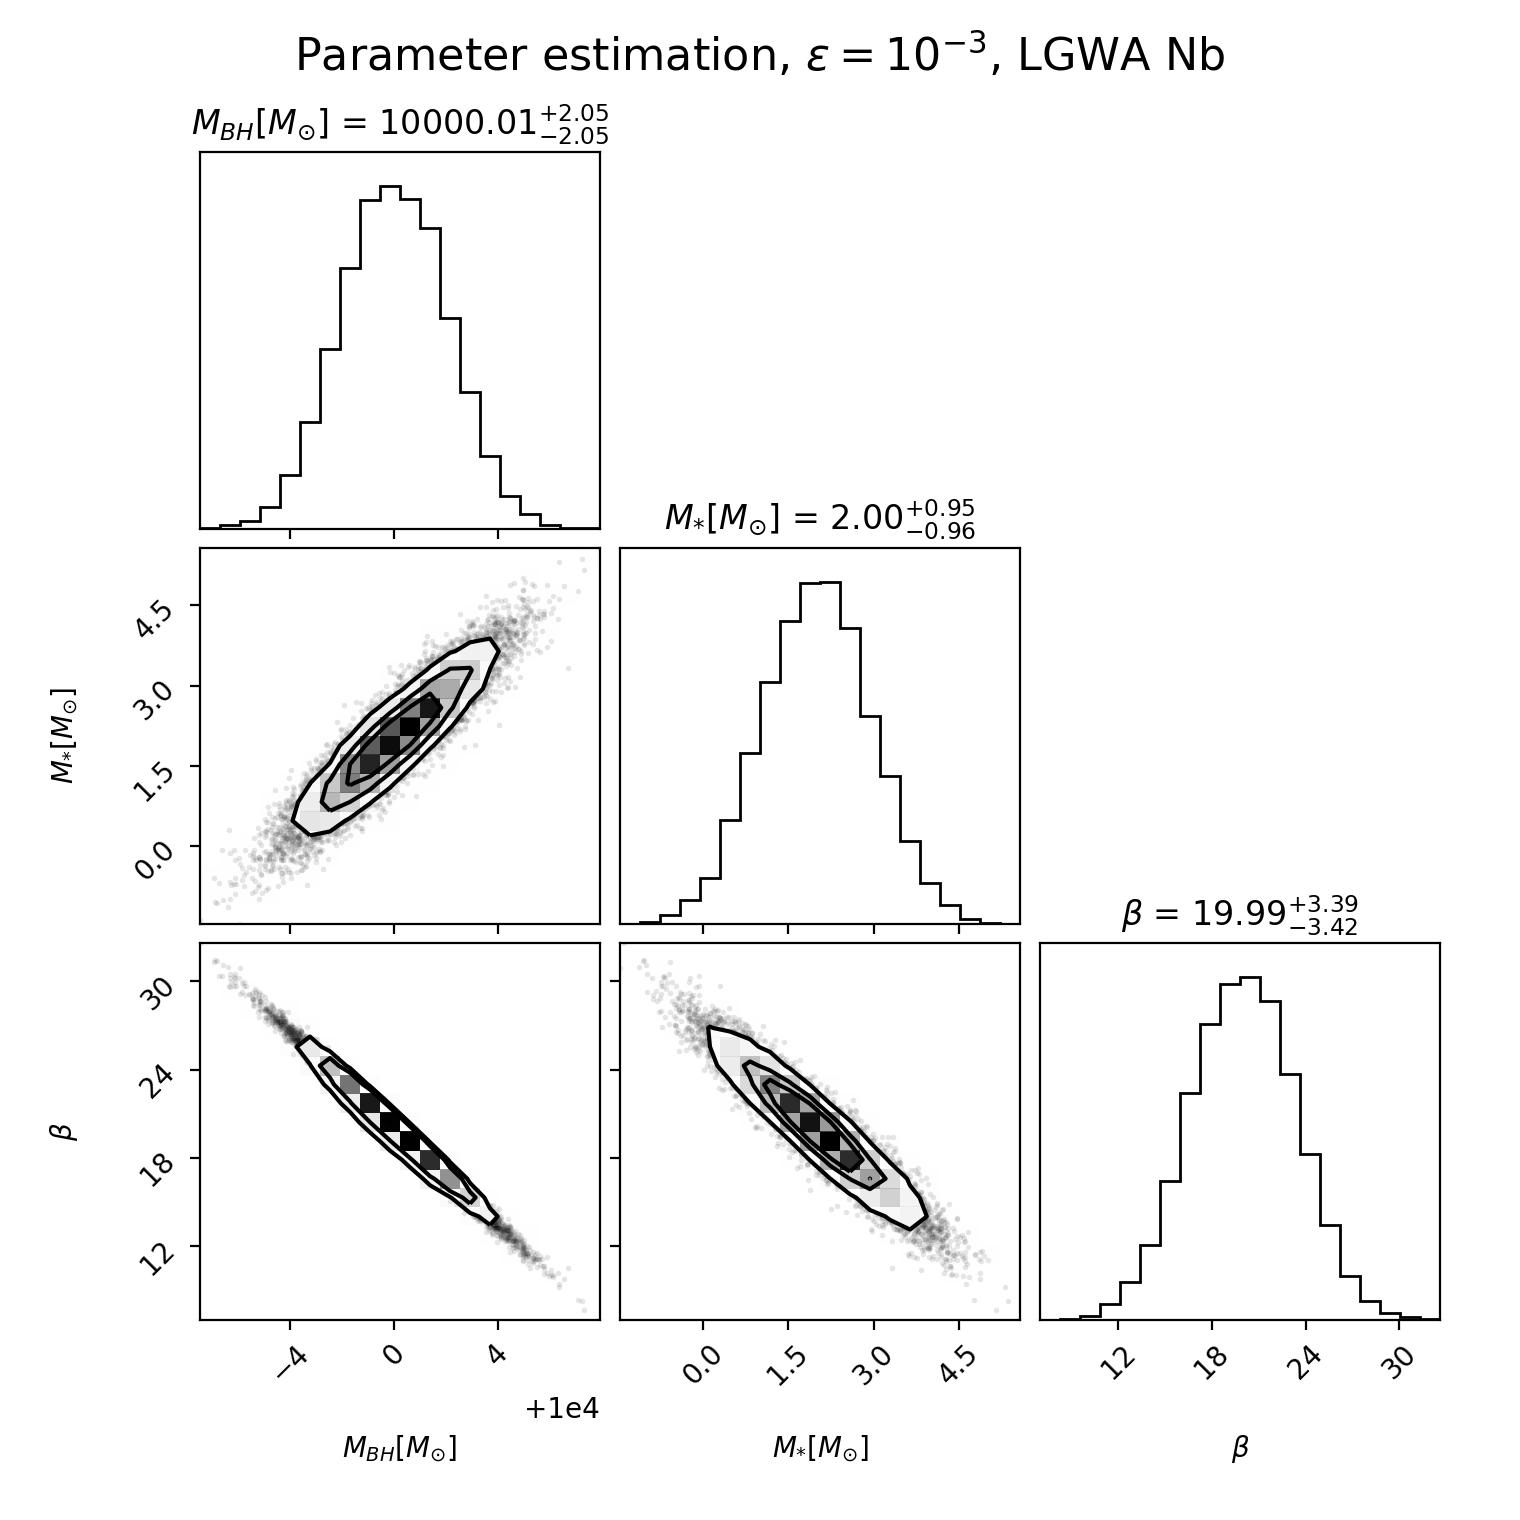 Parameter estimation, ε = 10⁻³, LGWA Nb
M_BH[M_⊙] = 10000.01^{+2.05}_{−2.05}
M_*[M_⊙] = 2.00^{+0.95}_{−0.96}
4.5
3.0
1.5
0.0
M_*[M_⊙]
β = 19.99^{+3.39}_{−3.42}
30
24
18
12
β
−4 0 4
0.0 1.5 3.0 4.5
12 18 24 30
+1e4
M_BH[M_⊙]
M_*[M_⊙]
β